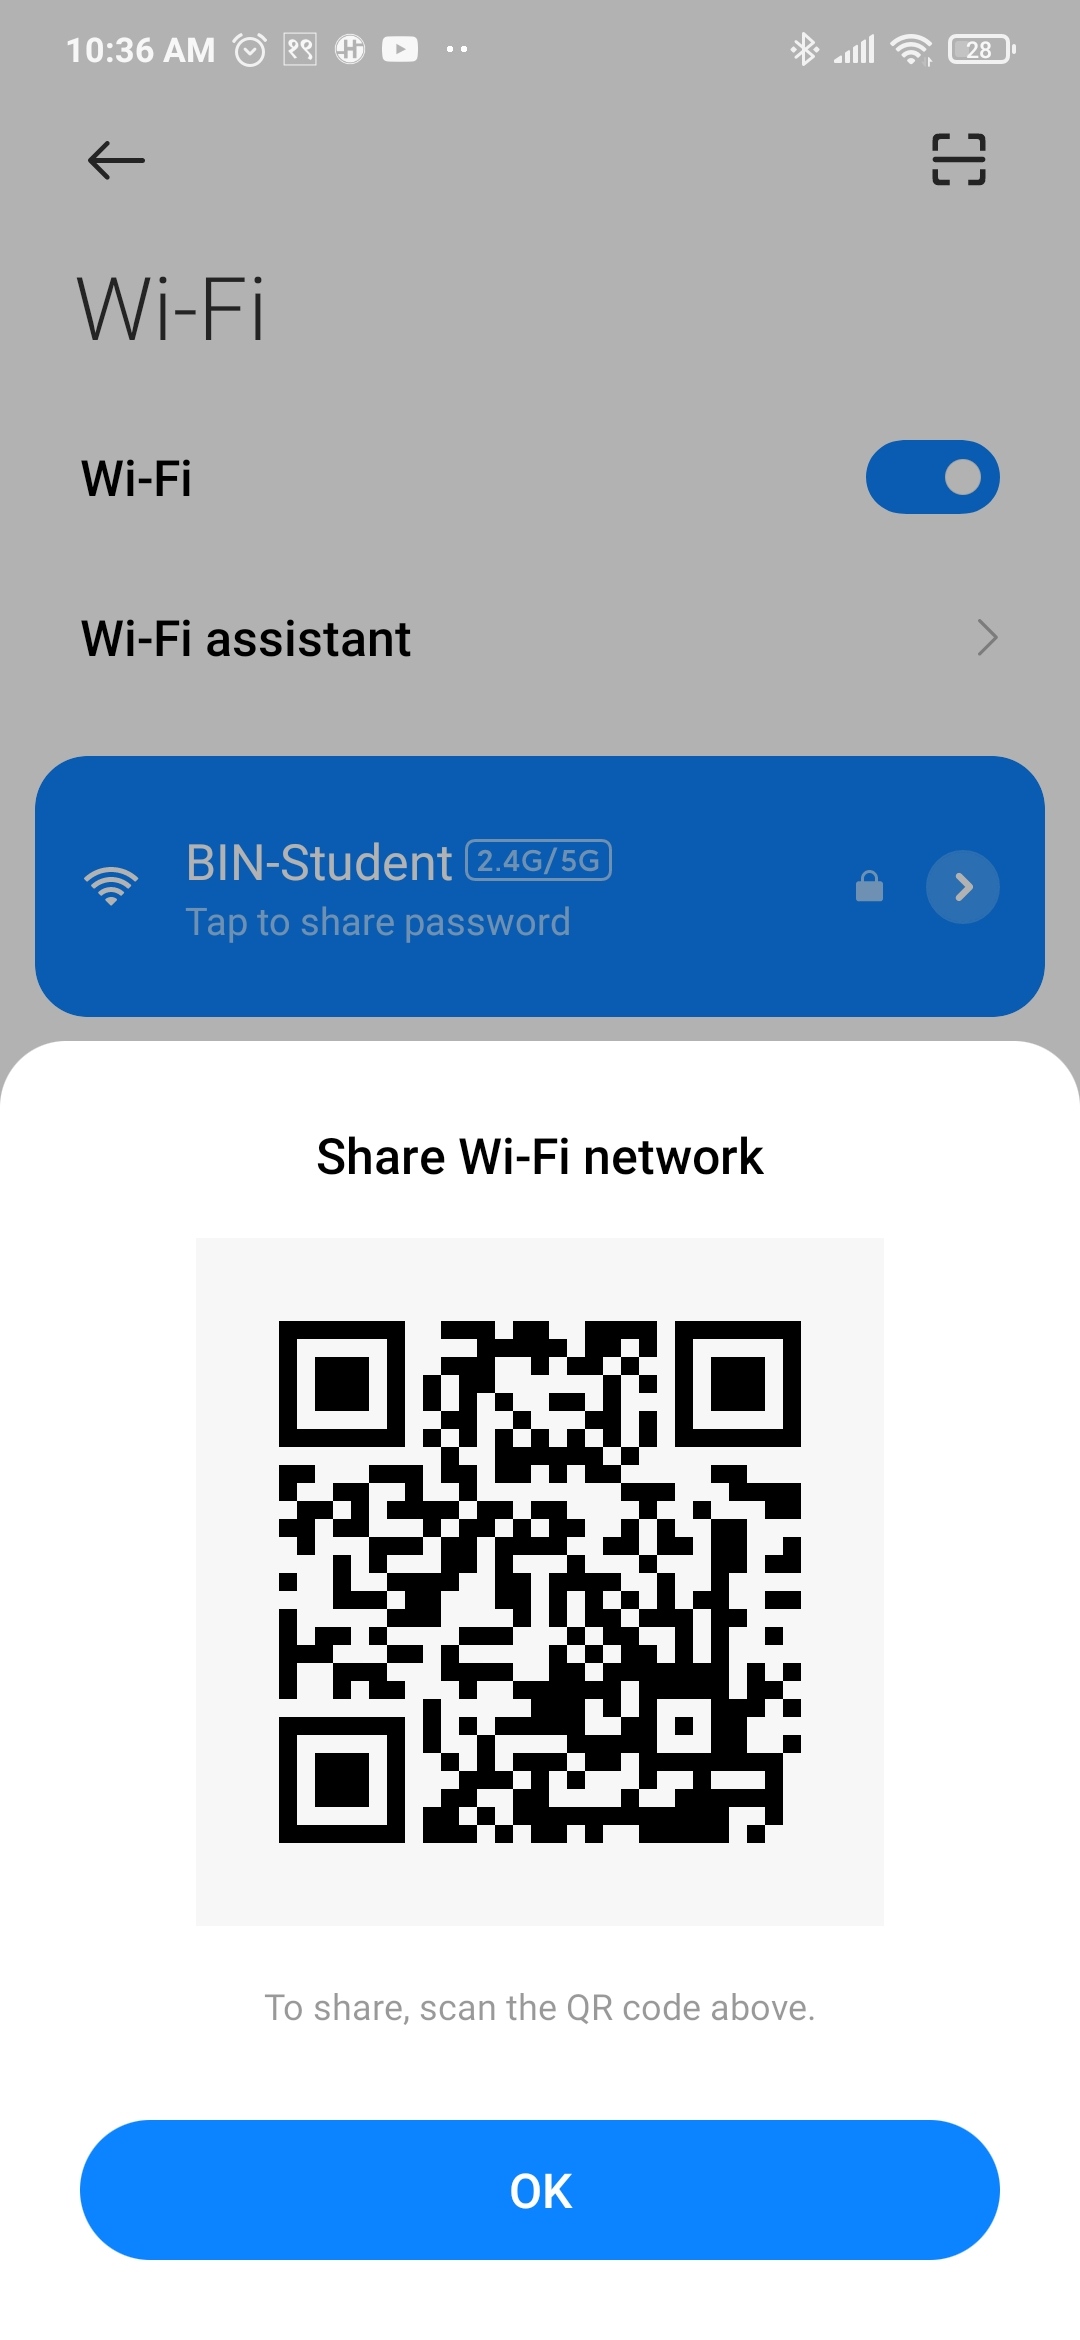 10:36 AM
११
28
Wi-Fi
Wi-Fi
Wi-Fi assistant
BIN-Student 2.4G/5G
Tap to share password
Share Wi-Fi network
To share, scan the QR code above.
OK